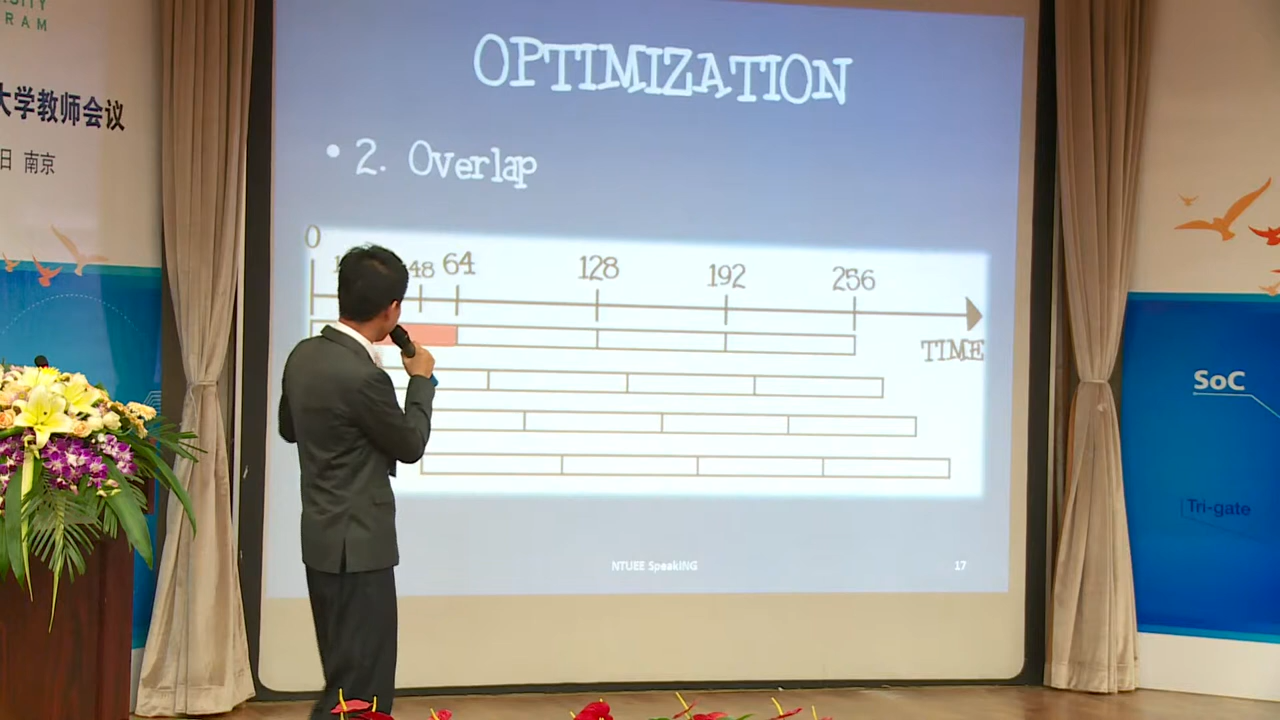 RAM
大学教师会议
日 南京
OPTIMIZATION
• 2. Overlap
0
48 64 128 192 256
TIME
NTUEE SpeakING
17
SoC
Tri-gate